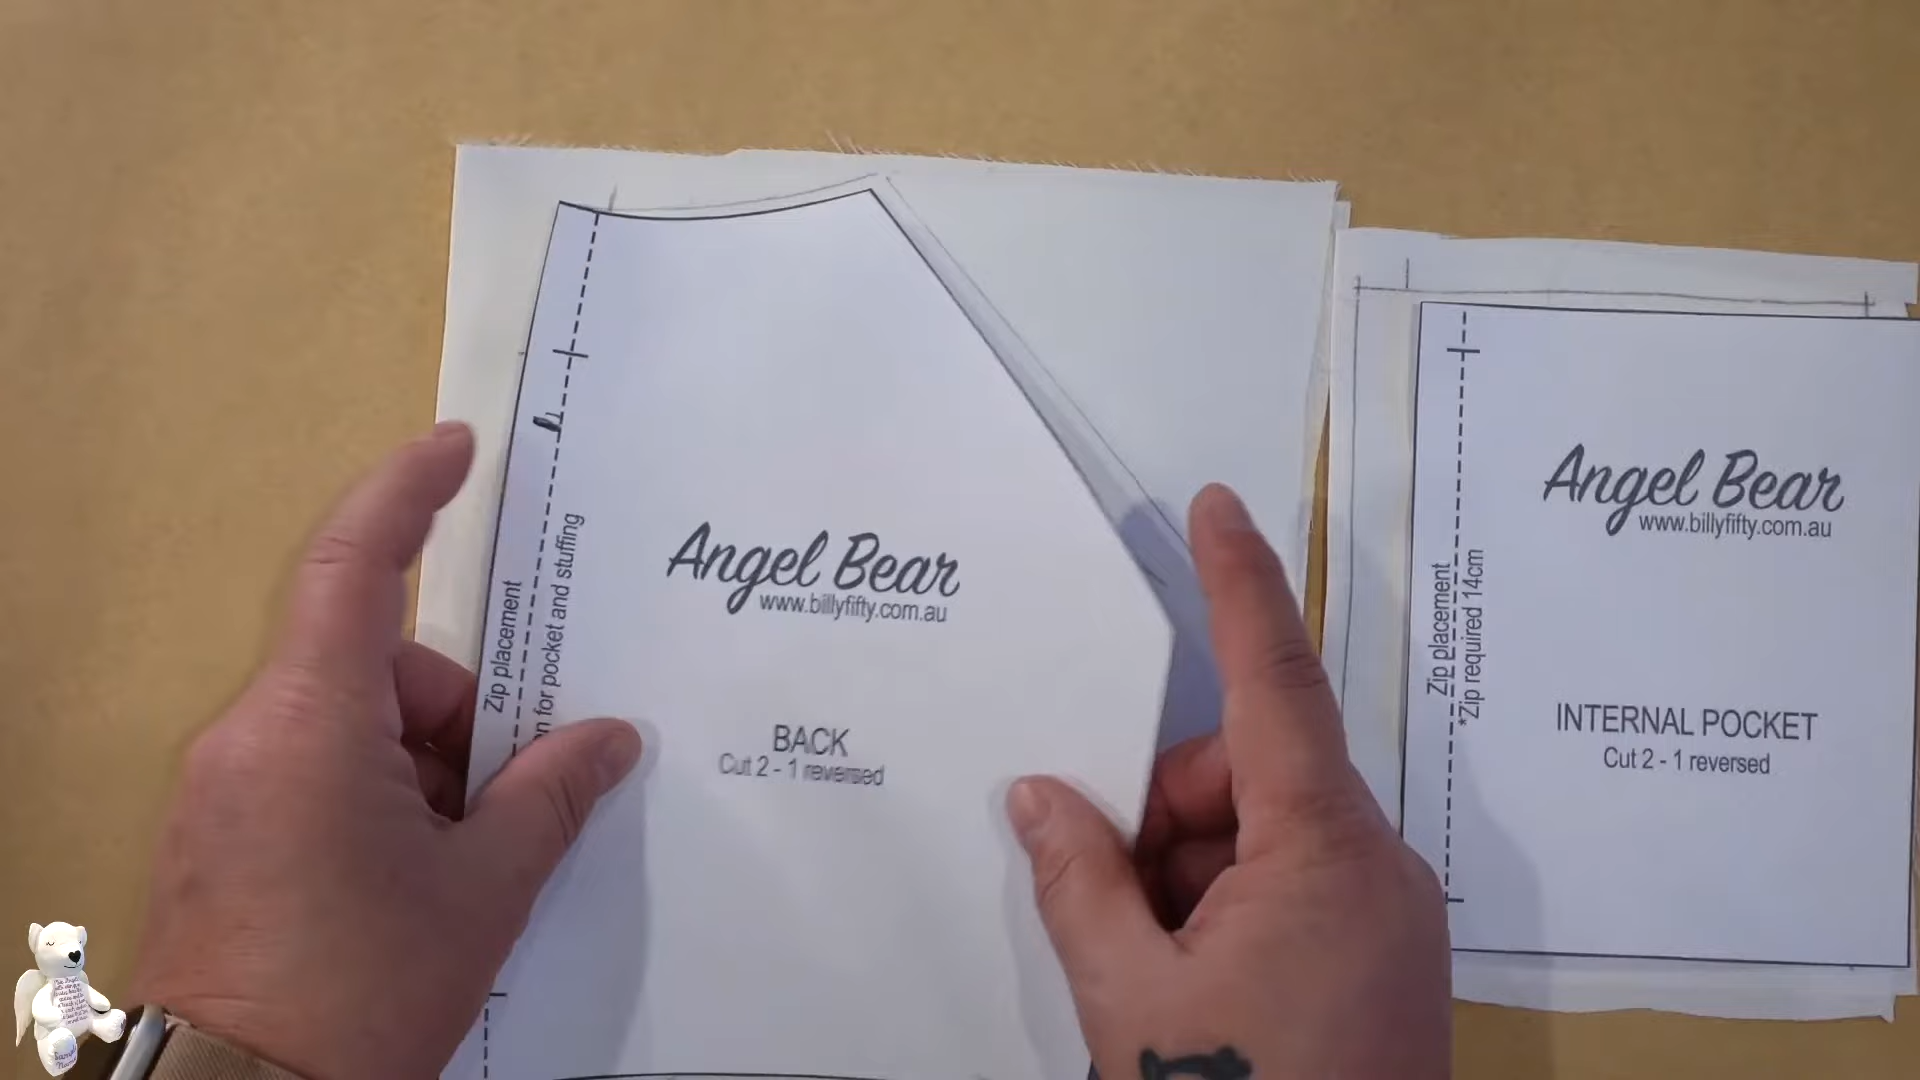 Angel Bear
www.billyfifty.com.au
BACK
Cut 2 - 1 reversed
Zip placement
for pocket and stuffing
Angel Bear
www.billyfifty.com.au
INTERNAL POCKET
Cut 2 - 1 reversed
Zip placement
*Zip required 14cm